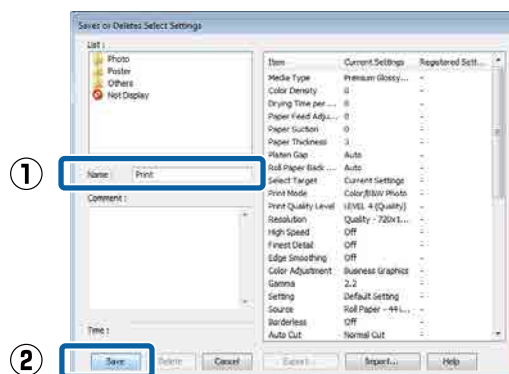 Saves or Deletes Select Settings
List :
Photo
Poster
Others
Not Display
① Name : Print
Comment :
Time :
② Save Delete Cancel Export... Import... Help
Item Current Settings Registered Sett...
Media Type Premium Glossy... -
Color Density 0 -
Drying Time per ... 0 -
Paper Feed Adju... 0 -
Paper Suction 0 -
Paper Thickness 3 -
Platen Gap Auto -
Roll Paper Back ... Auto -
Select Target Current Settings -
Print Mode Color/B&W Photo -
Print Quality Level LEVEL 4 (Quality) -
Resolution Quality - 720x1... -
High Speed Off -
Finest Detail Off -
Edge Smoothing Off -
Color Adjustment Business Graphics -
Gamma 2.2 -
Setting Default Setting -
Source Roll Paper - 44 i... -
Borderless Off -
Auto Cut Normal Cut -